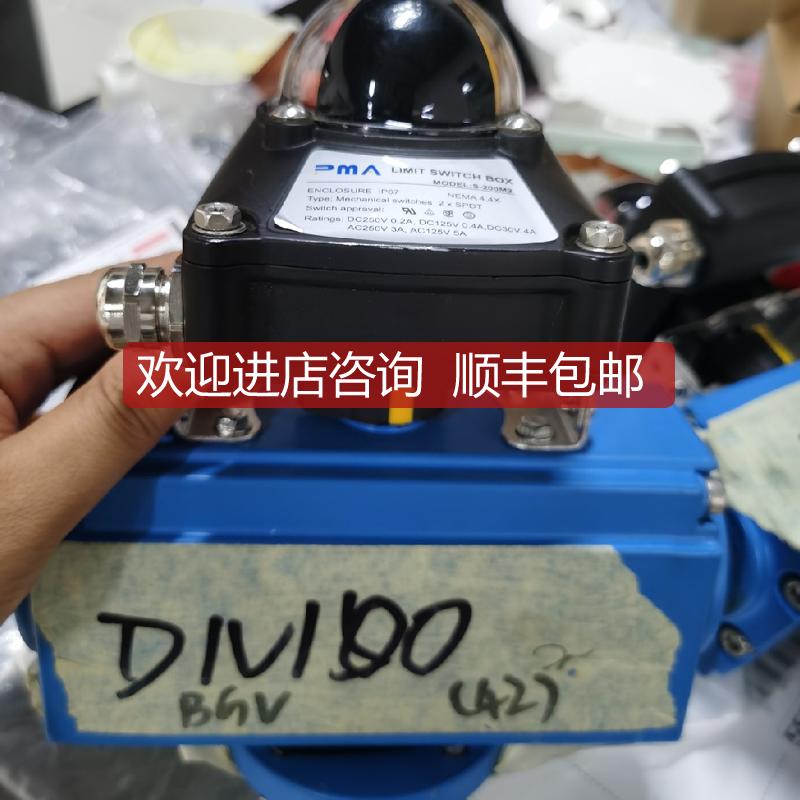 PMA LIMIT SWITCH BOX
MODEL:S-200M2
ENCLOSURE IP67 NEMA 4,4X
Type: Mechanical switches 2 x SPDT
Switch approval:
Ratings: DC250V 0.2A, DC125V 0.4A,DC30V 4A
AC250V 3A, AC125V 5A
欢迎进店咨询 顺丰包邮
BGV
(42)